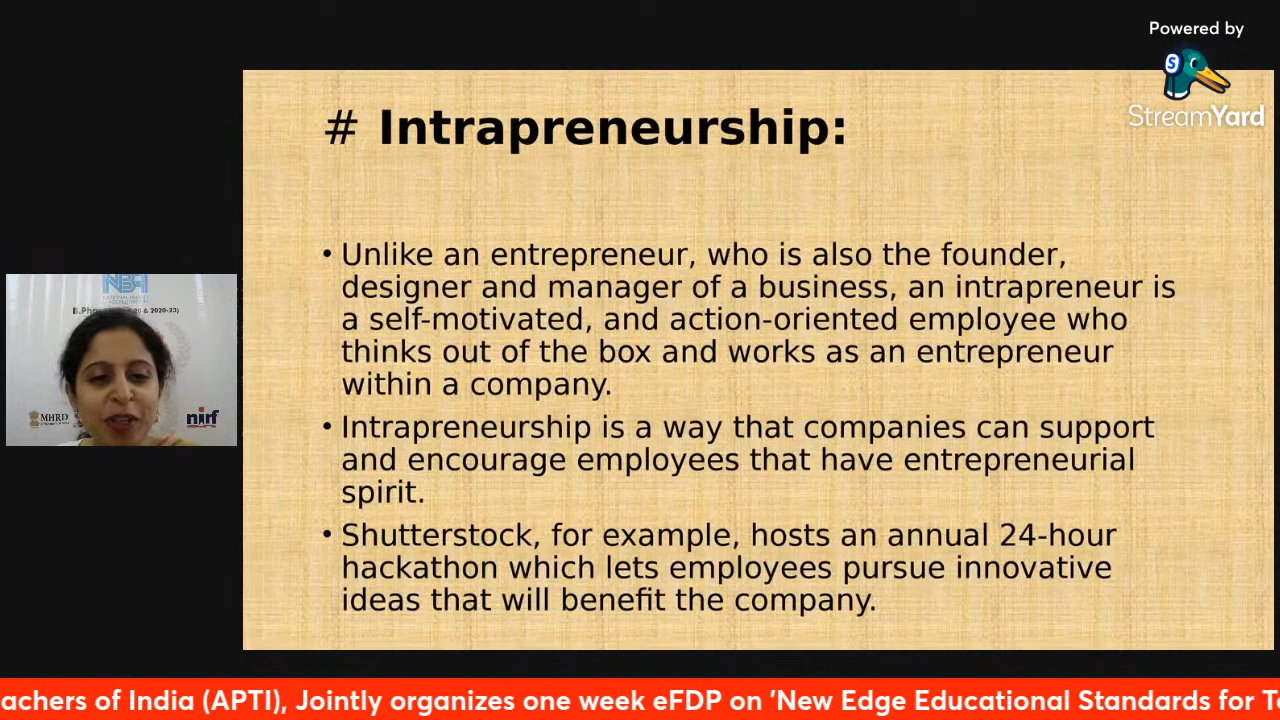 Powered by
StreamYard
# Intrapreneurship:
• Unlike an entrepreneur, who is also the founder,
designer and manager of a business, an intrapreneur is
a self-motivated, and action-oriented employee who
thinks out of the box and works as an entrepreneur
within a company.
• Intrapreneurship is a way that companies can support
and encourage employees that have entrepreneurial
spirit.
• Shutterstock, for example, hosts an annual 24-hour
hackathon which lets employees pursue innovative
ideas that will benefit the company.
NBA
B.Pha
& 2020-23)
MHRD
nirf
achers of India (APTI), Jointly organizes one week eFDP on 'New Edge Educational Standards for T